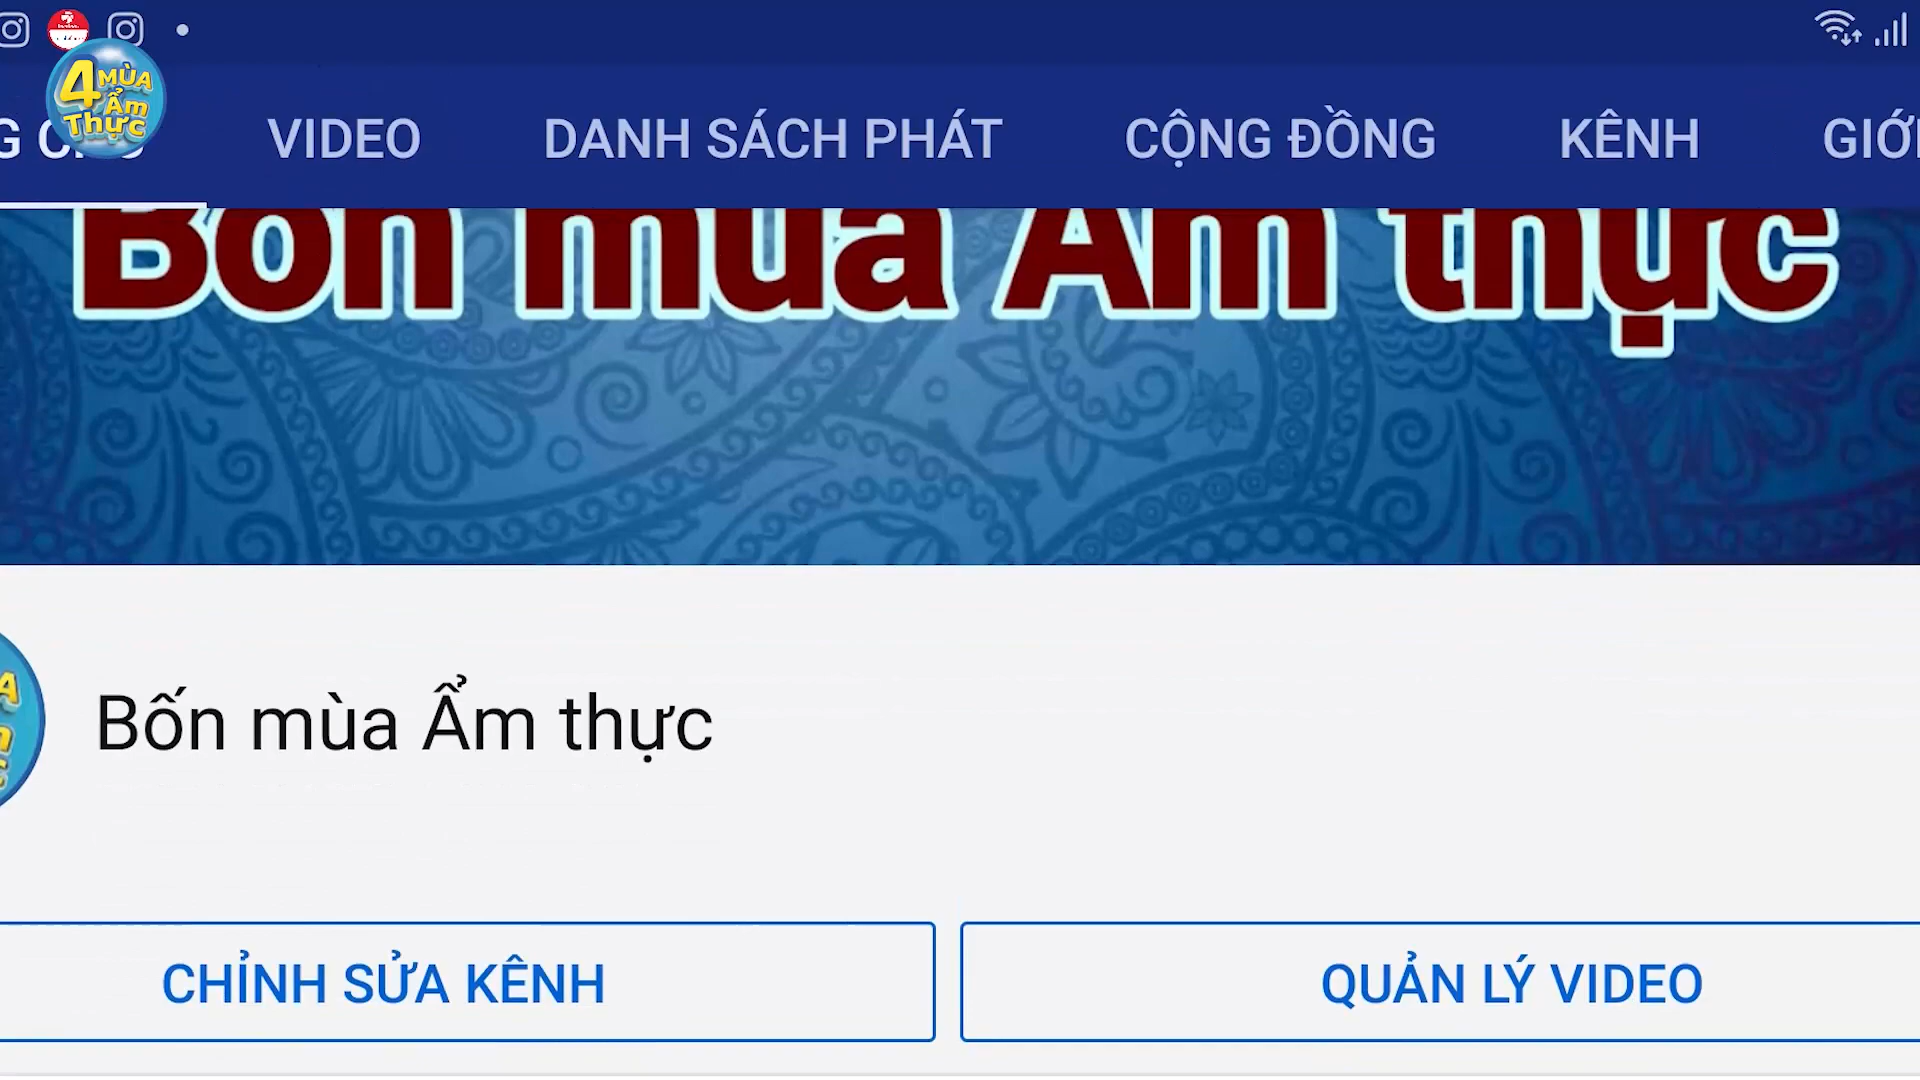 4 MÙA
Ẩm
Thực
VIDEO
DANH SÁCH PHÁT
CỘNG ĐỒNG
KÊNH
GIỚI
Bốn mùa Ẩm thực
Bốn mùa Ẩm thực
CHỈNH SỬA KÊNH
QUẢN LÝ VIDEO